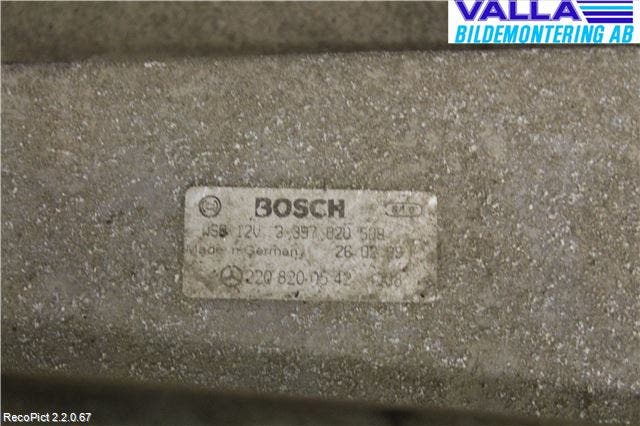 VALLA
BILDEMONTERING AB
BOSCH
WSB 12V 3 397 020 508
Made in Germany 26 02 99
220 820 05 42
RecoPict 2.2.0.67